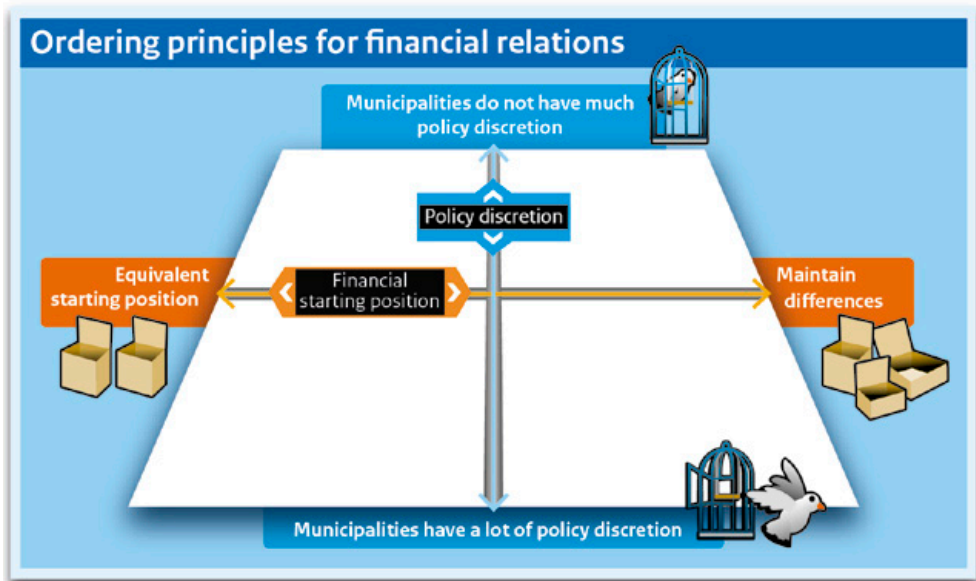 Ordering principles for financial relations
Municipalities do not have much
policy discretion
Policy discretion
Equivalent
starting position
Financial
starting position
Maintain
differences
Municipalities have a lot of policy discretion